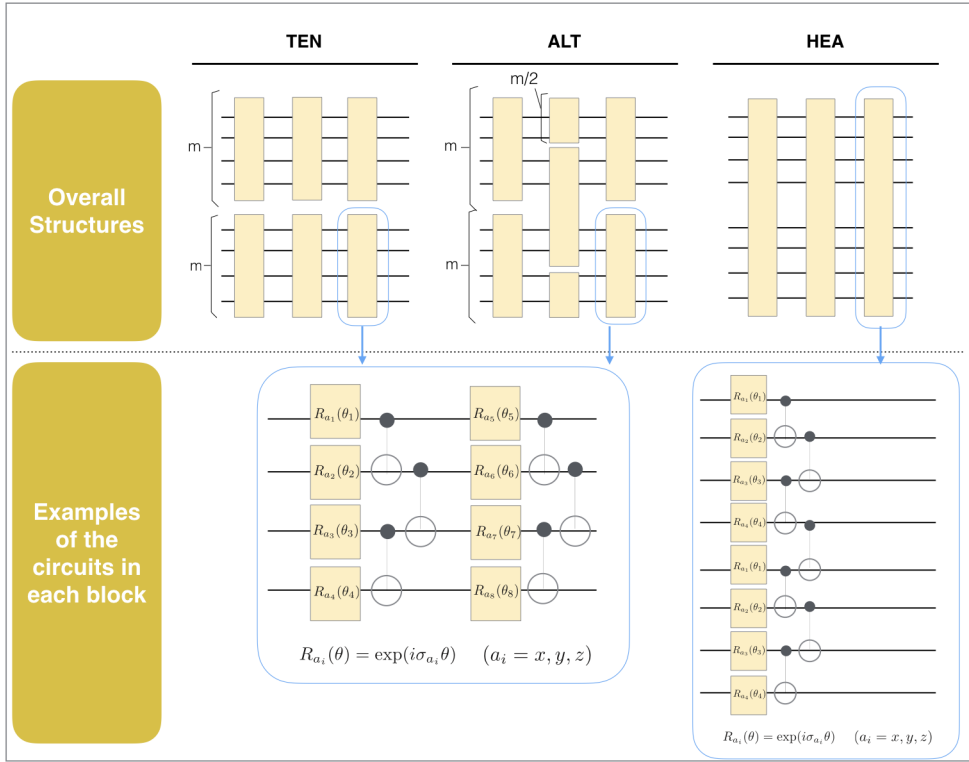 TEN
ALT
HEA
Overall
Structures
m
m
m/2
m
m
Examples
of the
circuits in
each block
R_{a_1}(θ_1)
R_{a_5}(θ_5)
R_{a_2}(θ_2)
R_{a_6}(θ_6)
R_{a_3}(θ_3)
R_{a_7}(θ_7)
R_{a_4}(θ_4)
R_{a_8}(θ_8)
R_{a_i}(θ) = exp(iσ_{a_i}θ) (a_i = x, y, z)
R_{a_1}(θ_1)
R_{a_2}(θ_2)
R_{a_3}(θ_3)
R_{a_4}(θ_4)
R_{a_1}(θ_1)
R_{a_2}(θ_2)
R_{a_3}(θ_3)
R_{a_4}(θ_4)
R_{a_i}(θ) = exp(iσ_{a_i}θ) (a_i = x, y, z)